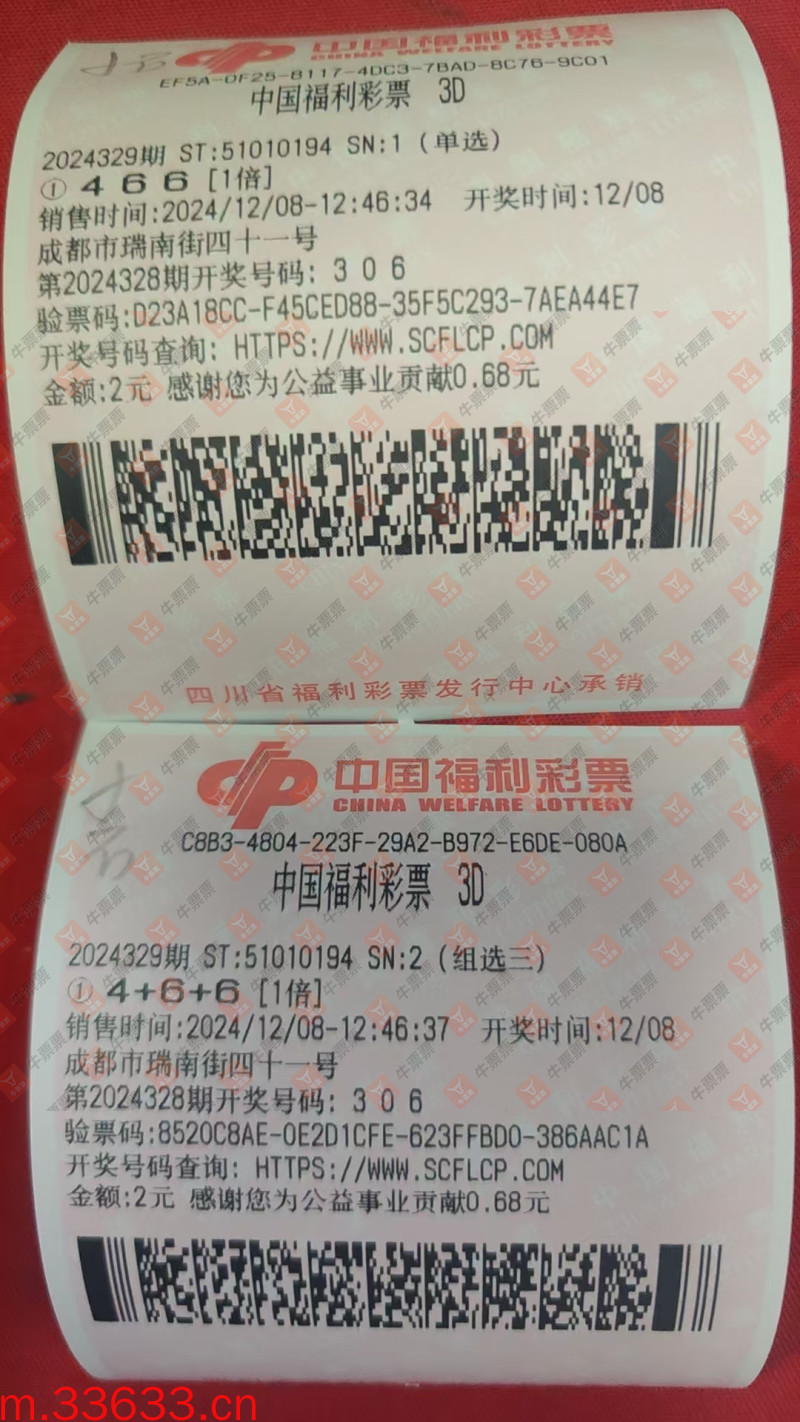 中国福利彩票
CHINA WELFARE LOTTERY
EF5A-DF25-8117-4DC3-7BAD-8C76-9C01
中国福利彩票 3D
2024329期 ST:51010194 SN:1 (单选)
① 4 6 6 [1倍]
销售时间:2024/12/08-12:46:34 开奖时间:12/08
成都市瑞南街四十一号
第2024328期开奖号码: 3 0 6
验票码:D23A18CC-F45CED88-35F5C293-7AEA44E7
开奖号码查询: HTTPS://WWW.SCFLCP.COM
金额:2元 感谢您为公益事业贡献0.68元
四川省福利彩票发行中心承销
中国福利彩票
CHINA WELFARE LOTTERY
C8B3-4804-223F-29A2-B972-E6DE-080A
中国福利彩票 3D
2024329期 ST:51010194 SN:2 (组选三)
① 4+6+6 [1倍]
销售时间:2024/12/08-12:46:37 开奖时间:12/08
成都市瑞南街四十一号
第2024328期开奖号码: 3 0 6
验票码:8520C8AE-0E2D1CFE-623FFBD0-386AAC1A
开奖号码查询: HTTPS://WWW.SCFLCP.COM
金额:2元 感谢您为公益事业贡献0.68元
m.33633.cn
牛票票